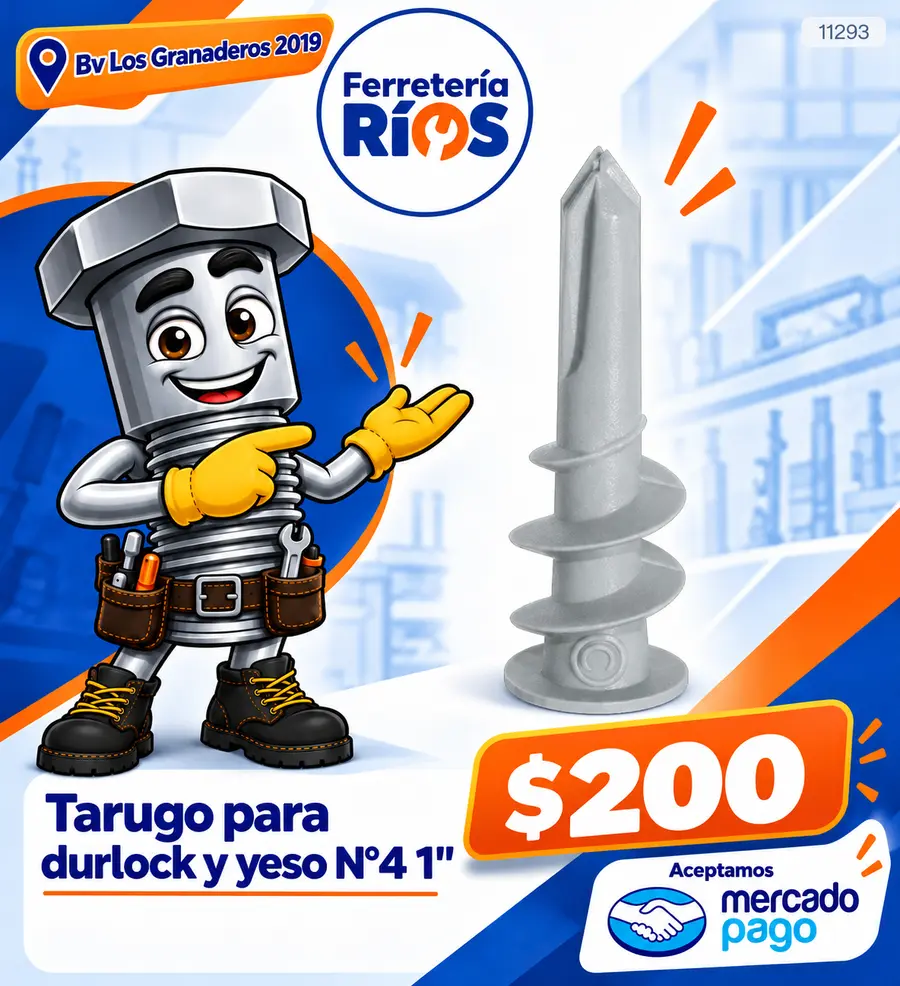 Bv Los Granaderos 2019
Ferretería
RÍOS
11293
$200
Tarugo para
durlock y yeso N°4 1"
Aceptamos
mercado
pago